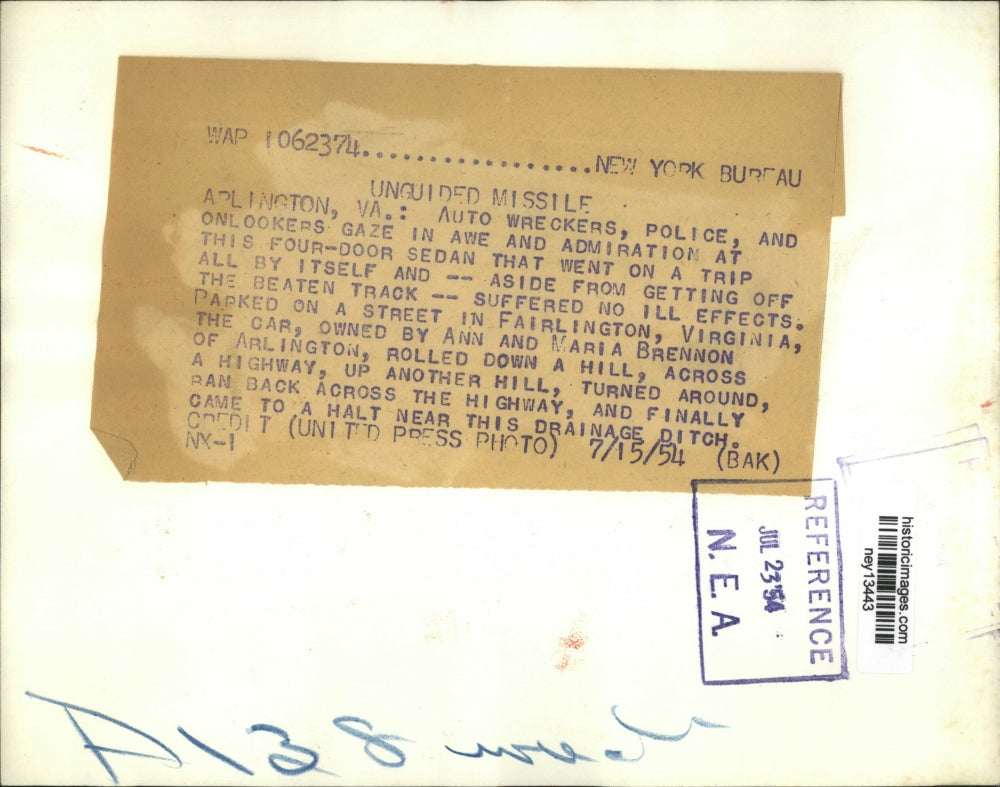 WAP 1062374..................NEW YORK BUREAU
UNGUIDED MISSILE
ARLINGTON, VA.: AUTO WRECKERS, POLICE, AND
ONLOOKERS GAZE IN AWE AND ADMIRATION AT
THIS FOUR-DOOR SEDAN THAT WENT ON A TRIP
ALL BY ITSELF AND -- ASIDE FROM GETTING OFF
THE BEATEN TRACK -- SUFFERED NO ILL EFFECTS.
PARKED ON A STREET IN FAIRLINGTON, VIRGINIA,
THE CAR, OWNED BY ANN AND MARIA BRENNON
OF ARLINGTON, ROLLED DOWN A HILL, ACROSS
A HIGHWAY, UP ANOTHER HILL, TURNED AROUND,
RAN BACK ACROSS THE HIGHWAY, AND FINALLY
CAME TO A HALT NEAR THIS DRAINAGE DITCH.
CREDIT (UNITED PRESS PHOTO) 7/15/54 (BAK)
NX-1
REFERENCE
JUL 23 '54
N.E.A.
historicimages.com
ney13443
A138